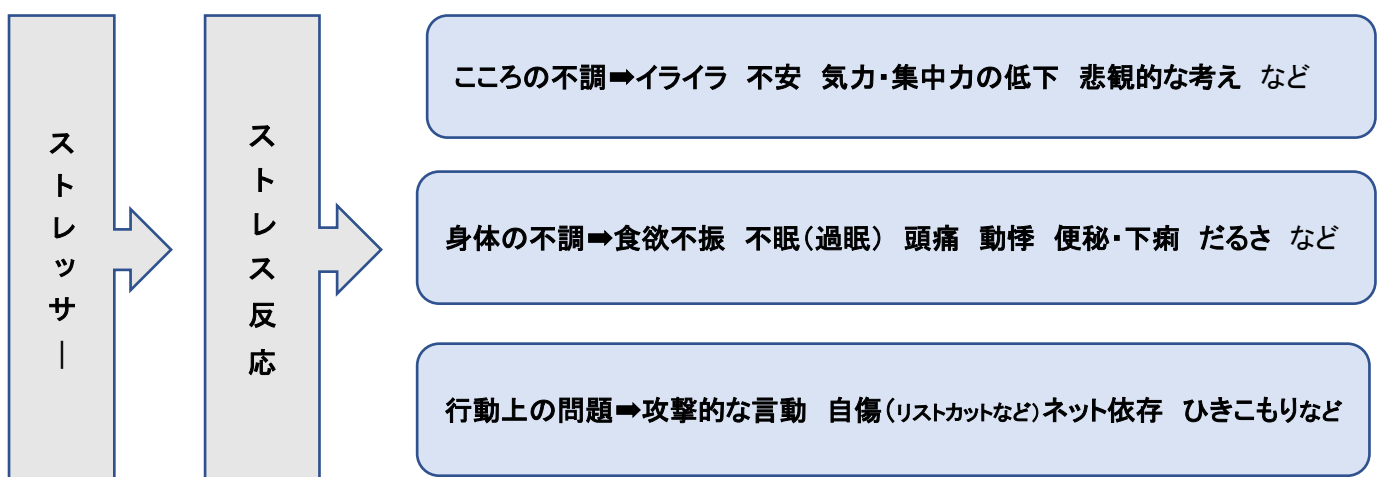 ストレッサー
ストレス反応
こころの不調➡イライラ　不安　気力・集中力の低下　悲観的な考え　など
身体の不調➡食欲不振　不眠（過眠）　頭痛　動悸　便秘・下痢　だるさ　など
行動上の問題➡攻撃的な言動　自傷（リストカットなど）ネット依存　ひきこもりなど